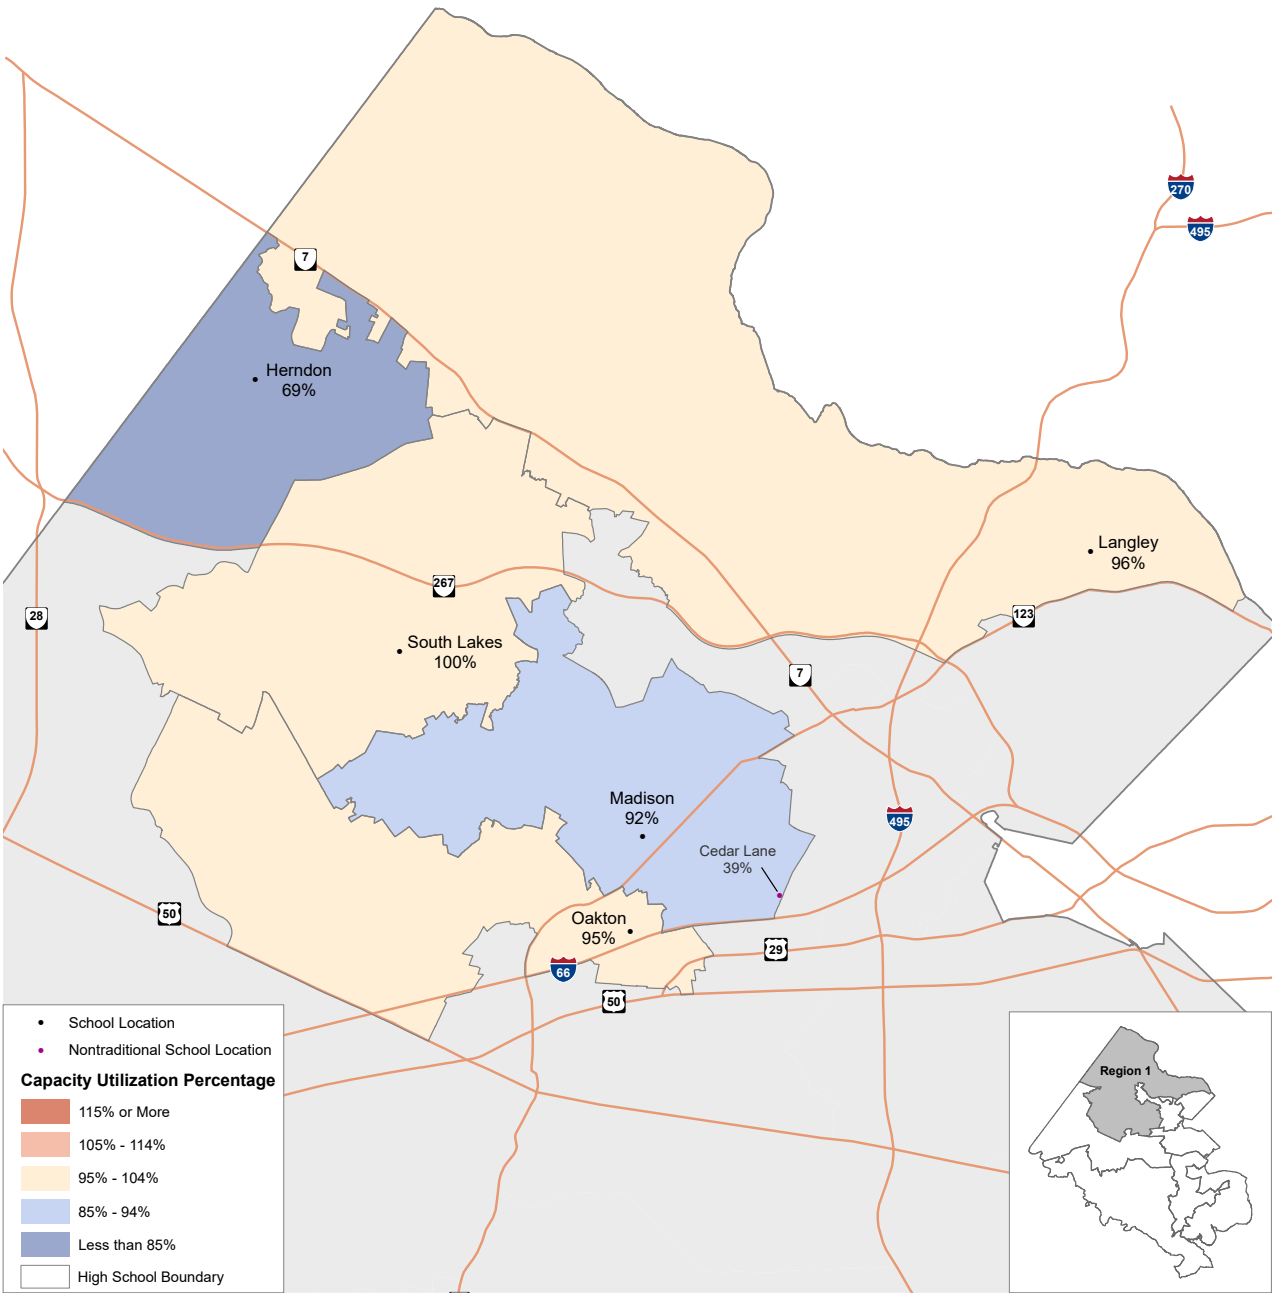 270
495
7
Herndon
69%
Langley
96%
267
28
123
South Lakes
100%
7
Madison
92%
495
Cedar Lane
39%
50
Oakton
95%
29
66
50
School Location
Nontraditional School Location
Capacity Utilization Percentage
115% or More
105% - 114%
95% - 104%
85% - 94%
Less than 85%
High School Boundary
Region 1